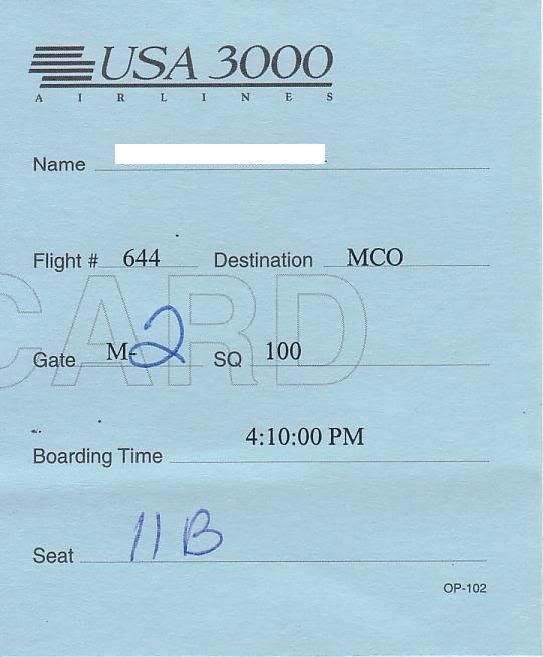 USA 3000
AIRLINES
Name
Flight # 644 Destination MCO
CARD
Gate M-2 SQ 100
Boarding Time 4:10:00 PM
Seat 11B
OP-102